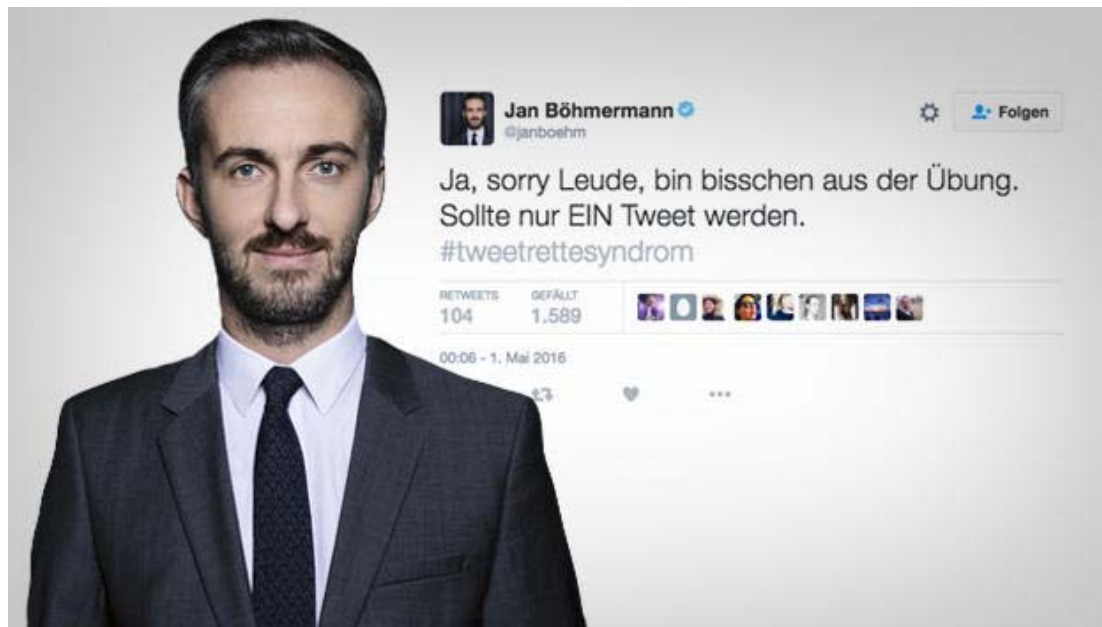 Jan Böhmermann
@janboehm
Folgen
Ja, sorry Leude, bin bisschen aus der Übung.
Sollte nur EIN Tweet werden.
#tweetrettesyndrom
RETWEETS GEFÄLLT
104 1.589
00:06 - 1. Mai 2016